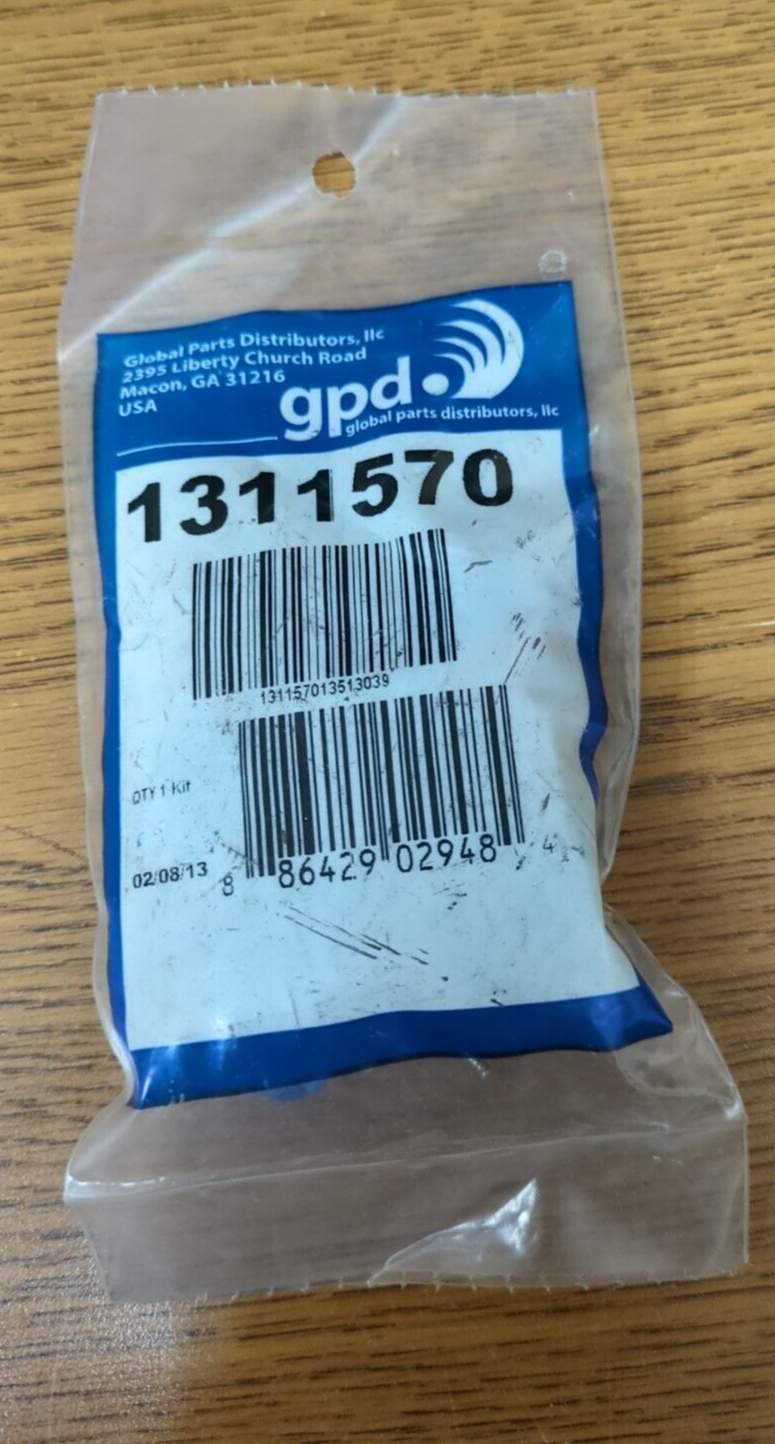 Global Parts Distributors, llc
2395 Liberty Church Road
Macon, GA 31216
USA
gpd
global parts distributors, llc
1311570
131157013513039
QTY 1 Kit
02/08/13
8 86429 02948 4